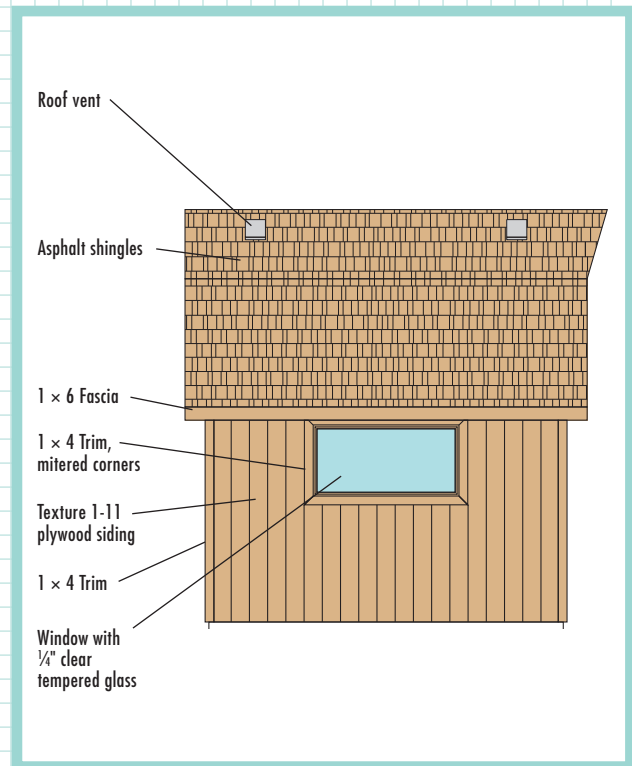 Roof vent
Asphalt shingles
1 × 6 Fascia
1 × 4 Trim,
mitered corners
Texture 1-11
plywood siding
1 × 4 Trim
Window with
¼" clear
tempered glass